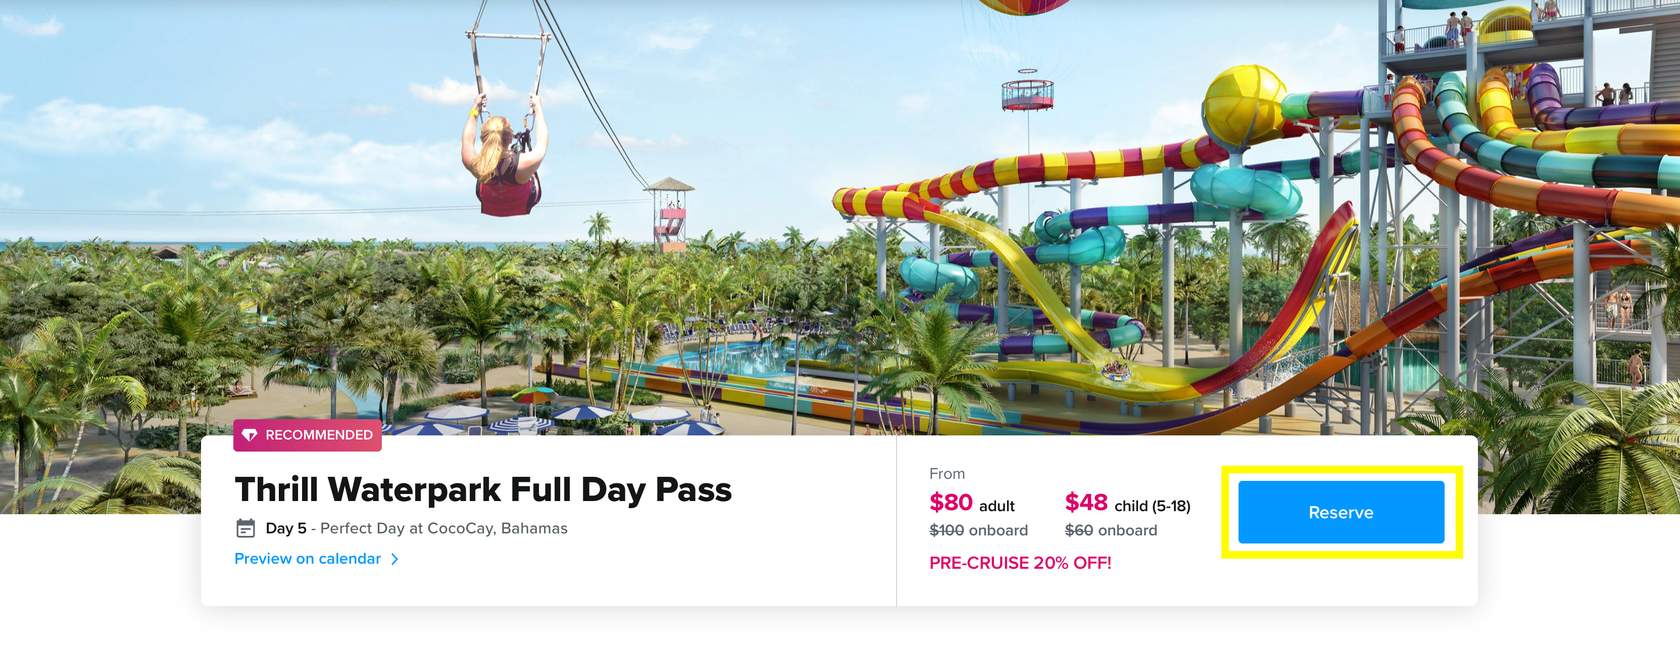 RECOMMENDED
Thrill Waterpark Full Day Pass
Day 5 - Perfect Day at CocoCay, Bahamas
Preview on calendar
From
$80 adult $48 child (5-18)
$100 onboard $60 onboard
PRE-CRUISE 20% OFF!
Reserve